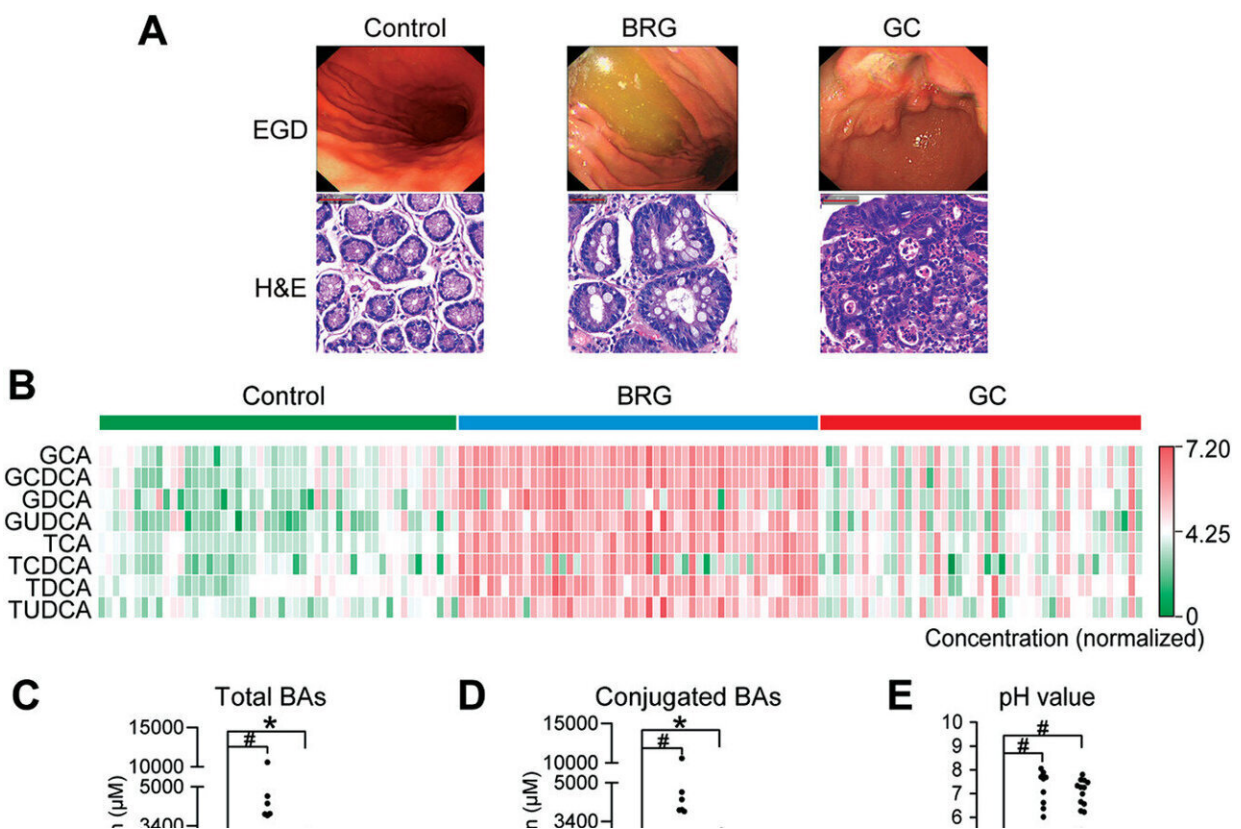 A
Control BRG GC
EGD
H&E
B
Control BRG GC
GCA
GCDCA
GDCA
GUDCA
TCA
TCDCA
TDCA
TUDCA
7.20
4.25
0
Concentration (normalized)
C Total BAs
15000
10000
5000
3400
(µM)
* #
D Conjugated BAs
15000
10000
5000
3400
(µM)
* #
E pH value
10
9
8
7
6
# #